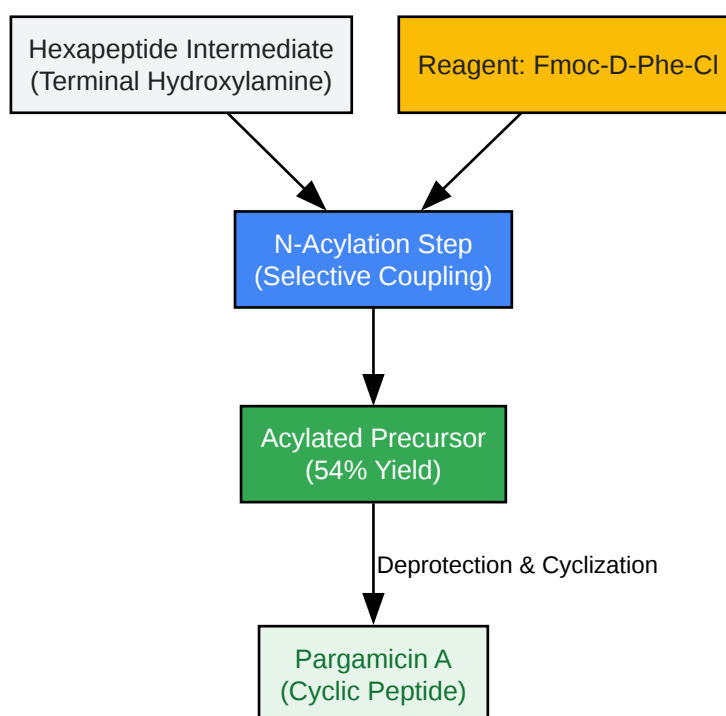 Hexapeptide Intermediate
(Terminal Hydroxylamine)
Reagent: Fmoc-D-Phe-Cl
N-Acylation Step
(Selective Coupling)
Acylated Precursor
(54% Yield)
Deprotection & Cyclization
Pargamicin A
(Cyclic Peptide)